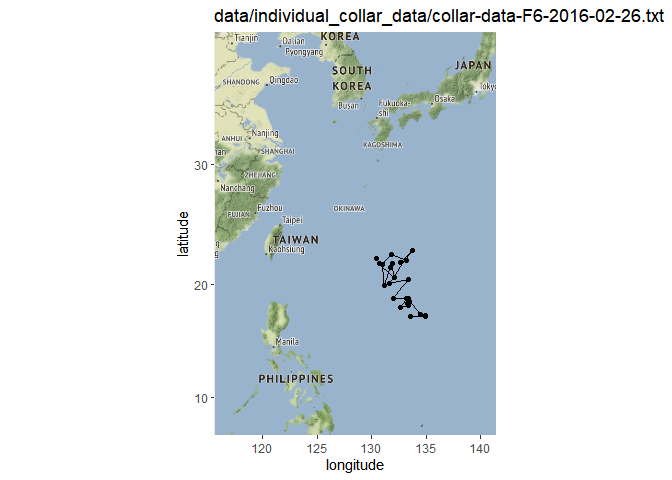 data/individual_collar_data/collar-data-F6-2016-02-26.txt
Tianjin
Dalian
KOREA
Pyongyang
SHANDONG
Qingdao
SOUTH
KOREA
Busan
JAPAN
Tokyo
Osaka
Fukuoka-
shi
KAGOSHIMA
ANHUI
Nanjing
SHANGHAI
ZHEJIANG
Nanchang
FUJIAN
Fuzhou
Taipei
OKINAWA
TAIWAN
Kaohsiung
Manila
PHILIPPINES
30
20
10
latitude
120
125
130
135
140
longitude